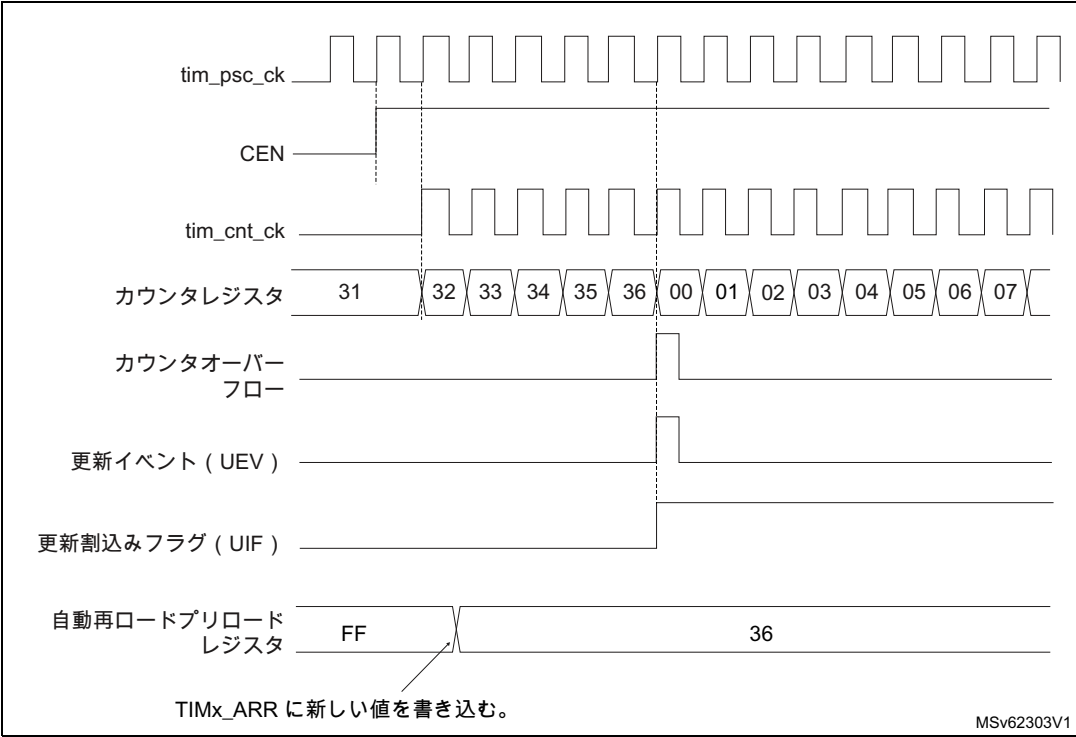 tim_psc_ck
CEN
tim_cnt_ck
カウンタレジスタ 31 32 33 34 35 36 00 01 02 03 04 05 06 07
カウンタオーバー
フロー
更新イベント ( UEV )
更新割込みフラグ ( UIF )
自動再ロードプリロード
レジスタ
FF 36
TIMx_ARR に新しい値を書き込む。
MSv62303V1